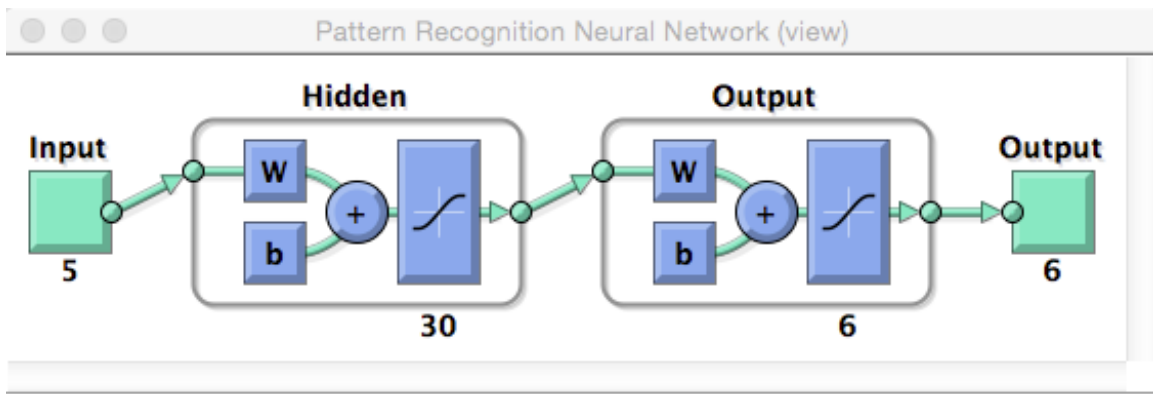 Pattern Recognition Neural Network (view)
Hidden
Output
Input
Output
W
+
W
+
b
b
5
6
30
6